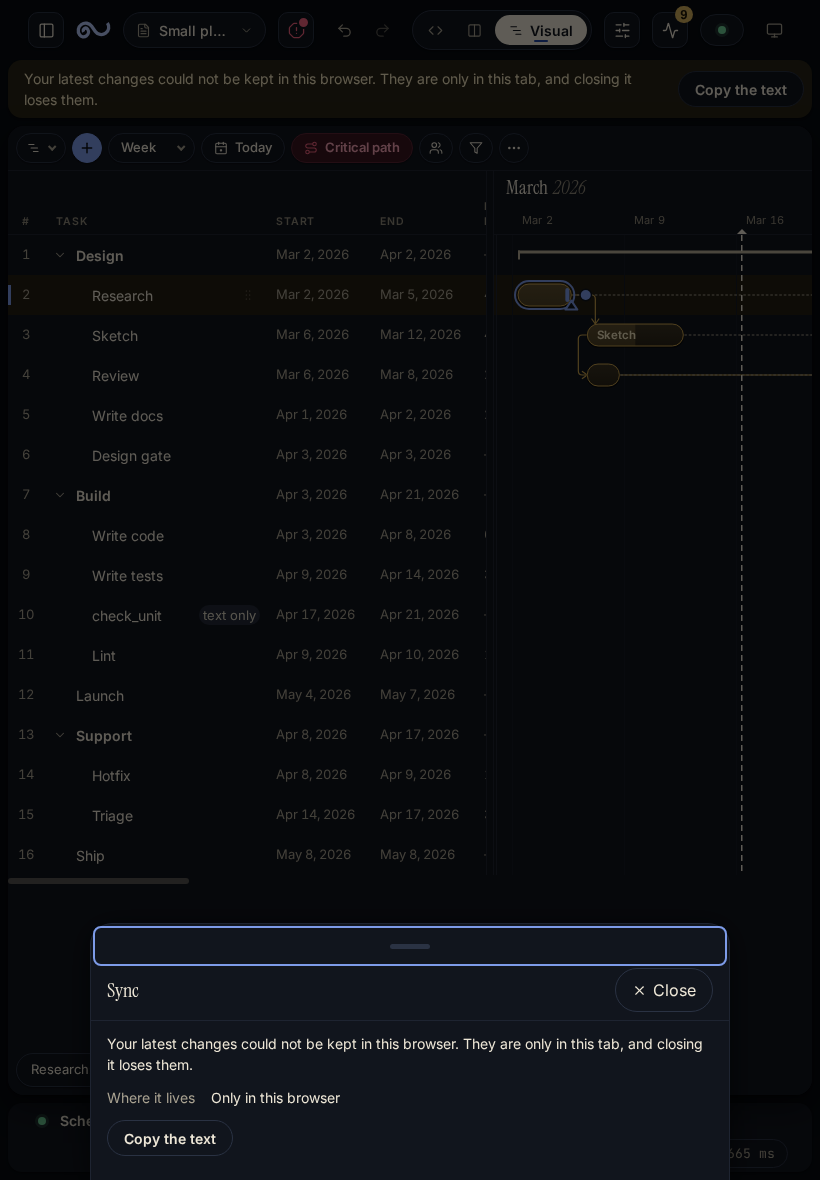 Small pl...
Visual
9
Your latest changes could not be kept in this browser. They are only in this tab, and closing it
loses them.
Copy the text
Week
Today
Critical path
March 2026
# TASK START END
Mar 2 Mar 9 Mar 16
1 Design Mar 2, 2026 Apr 2, 2026
2 Research Mar 2, 2026 Mar 5, 2026
3 Sketch Mar 6, 2026 Mar 12, 2026 Sketch
4 Review Mar 6, 2026 Mar 8, 2026
5 Write docs Apr 1, 2026 Apr 2, 2026
6 Design gate Apr 3, 2026 Apr 3, 2026
7 Build Apr 3, 2026 Apr 21, 2026
8 Write code Apr 3, 2026 Apr 8, 2026
9 Write tests Apr 9, 2026 Apr 14, 2026
10 check_unit text only Apr 17, 2026 Apr 21, 2026
11 Lint Apr 9, 2026 Apr 10, 2026
12 Launch May 4, 2026 May 7, 2026
13 Support Apr 8, 2026 Apr 17, 2026
14 Hotfix Apr 8, 2026 Apr 9, 2026
15 Triage Apr 14, 2026 Apr 17, 2026
16 Ship May 8, 2026 May 8, 2026
Sync
Close
Your latest changes could not be kept in this browser. They are only in this tab, and closing
it loses them.
Where it lives Only in this browser
Copy the text
Research
ms